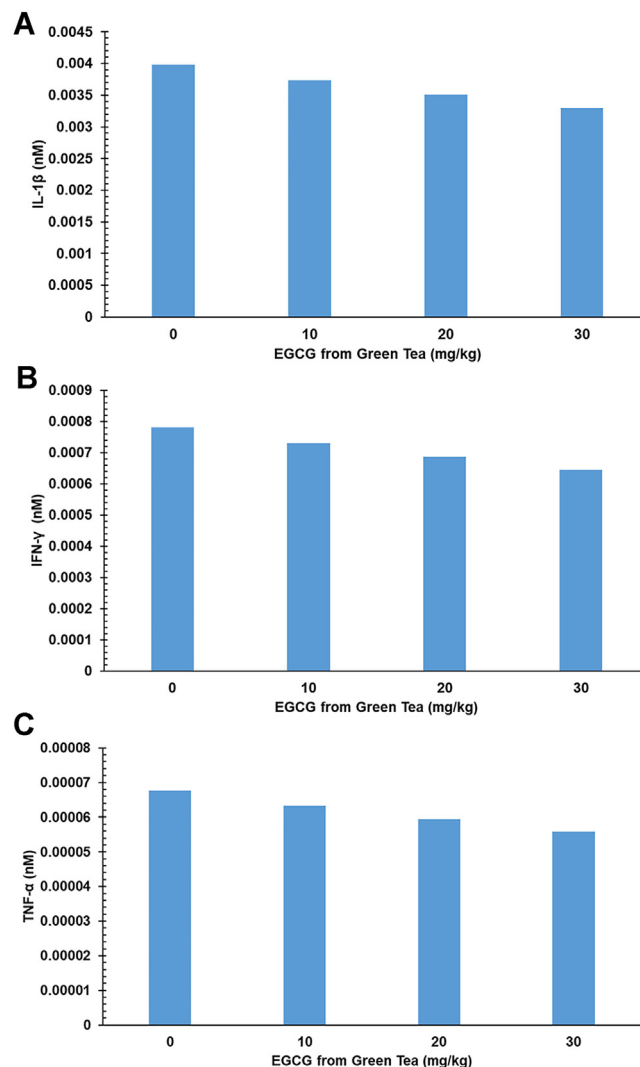 A
0.0045
0.004
0.0035
0.003
0.0025
0.002
0.0015
0.001
0.0005
0
IL-1β (nM)
0 10 20 30
EGCG from Green Tea (mg/kg)
B
0.0009
0.0008
0.0007
0.0006
0.0005
0.0004
0.0003
0.0002
0.0001
0
IFN-γ (nM)
0 10 20 30
EGCG from Green Tea (mg/kg)
C
0.00008
0.00007
0.00006
0.00005
0.00004
0.00003
0.00002
0.00001
0
TNF-α (nM)
0 10 20 30
EGCG from Green Tea (mg/kg)